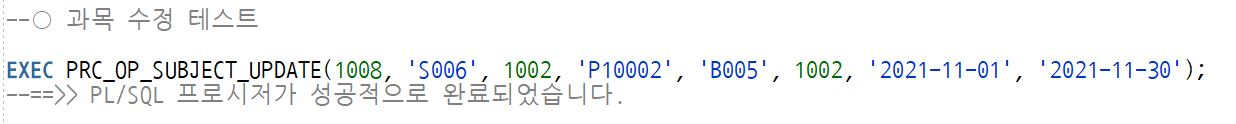 --○ 과목 수정 테스트
EXEC PRC_OP_SUBJECT_UPDATE(1008, 'S006', 1002, 'P10002', 'B005', 1002, '2021-11-01', '2021-11-30');
--==>> PL/SQL 프로시저가 성공적으로 완료되었습니다.